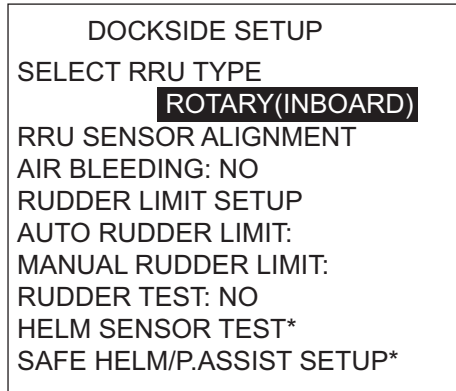 DOCKSIDE SETUP
SELECT RRU TYPE
ROTARY(INBOARD)
RRU SENSOR ALIGNMENT
AIR BLEEDING: NO
RUDDER LIMIT SETUP
AUTO RUDDER LIMIT:
MANUAL RUDDER LIMIT:
RUDDER TEST: NO
HELM SENSOR TEST*
SAFE HELM/P.ASSIST SETUP*